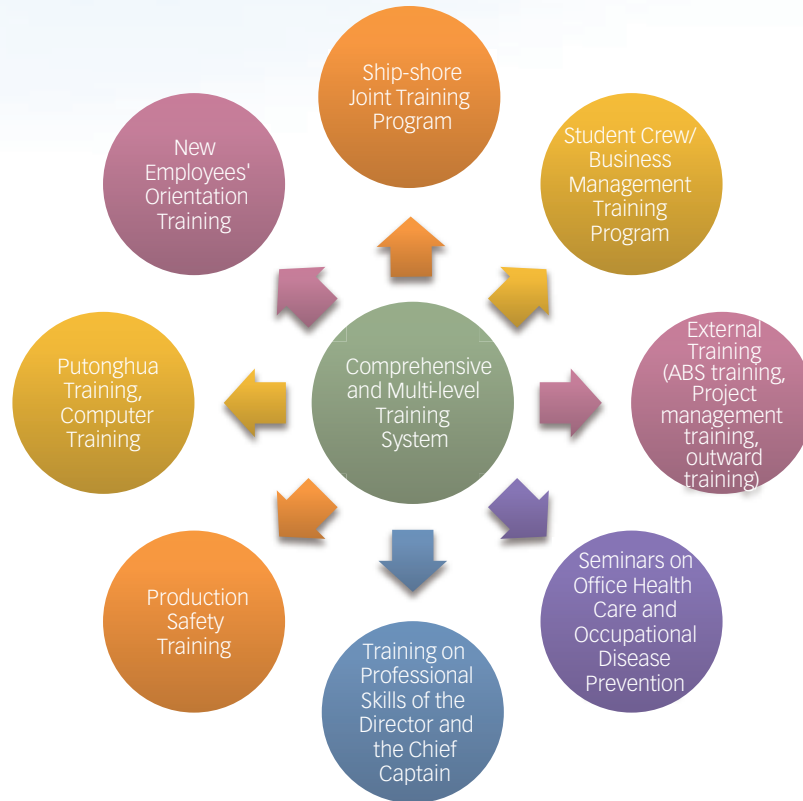 Ship-shore
Joint Training
Program
Student Crew/
Business
Management
Training
Program
External
Training
(ABS training,
Project
management
training,
outward
training)
Seminars on
Office Health
Care and
Occupational
Disease
Prevention
Training on
Professional
Skills of the
Director and
the Chief
Captain
Production
Safety
Training
Putonghua
Training,
Computer
Training
New
Employees'
Orientation
Training
Comprehensive
and Multi-level
Training
System